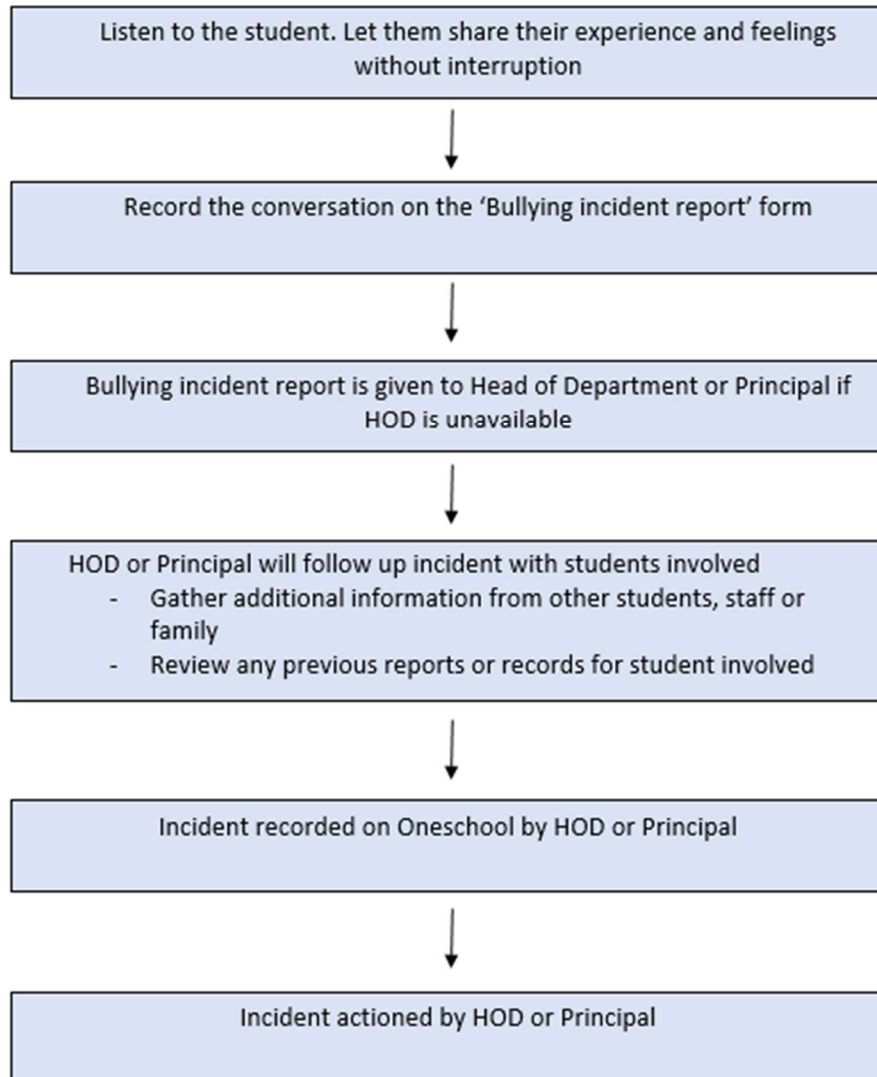 Listen to the student. Let them share their experience and feelings
without interruption
Record the conversation on the ‘Bullying incident report’ form
Bullying incident report is given to Head of Department or Principal if
HOD is unavailable
HOD or Principal will follow up incident with students involved
- Gather additional information from other students, staff or
family
- Review any previous reports or records for student involved
Incident recorded on Oneschool by HOD or Principal
Incident actioned by HOD or Principal